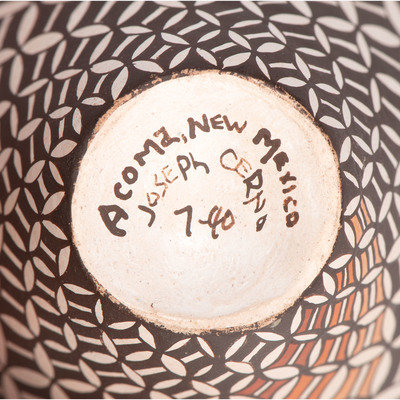 ACOMA, NEW MEXICO
JOSEPH CERNO
7-90